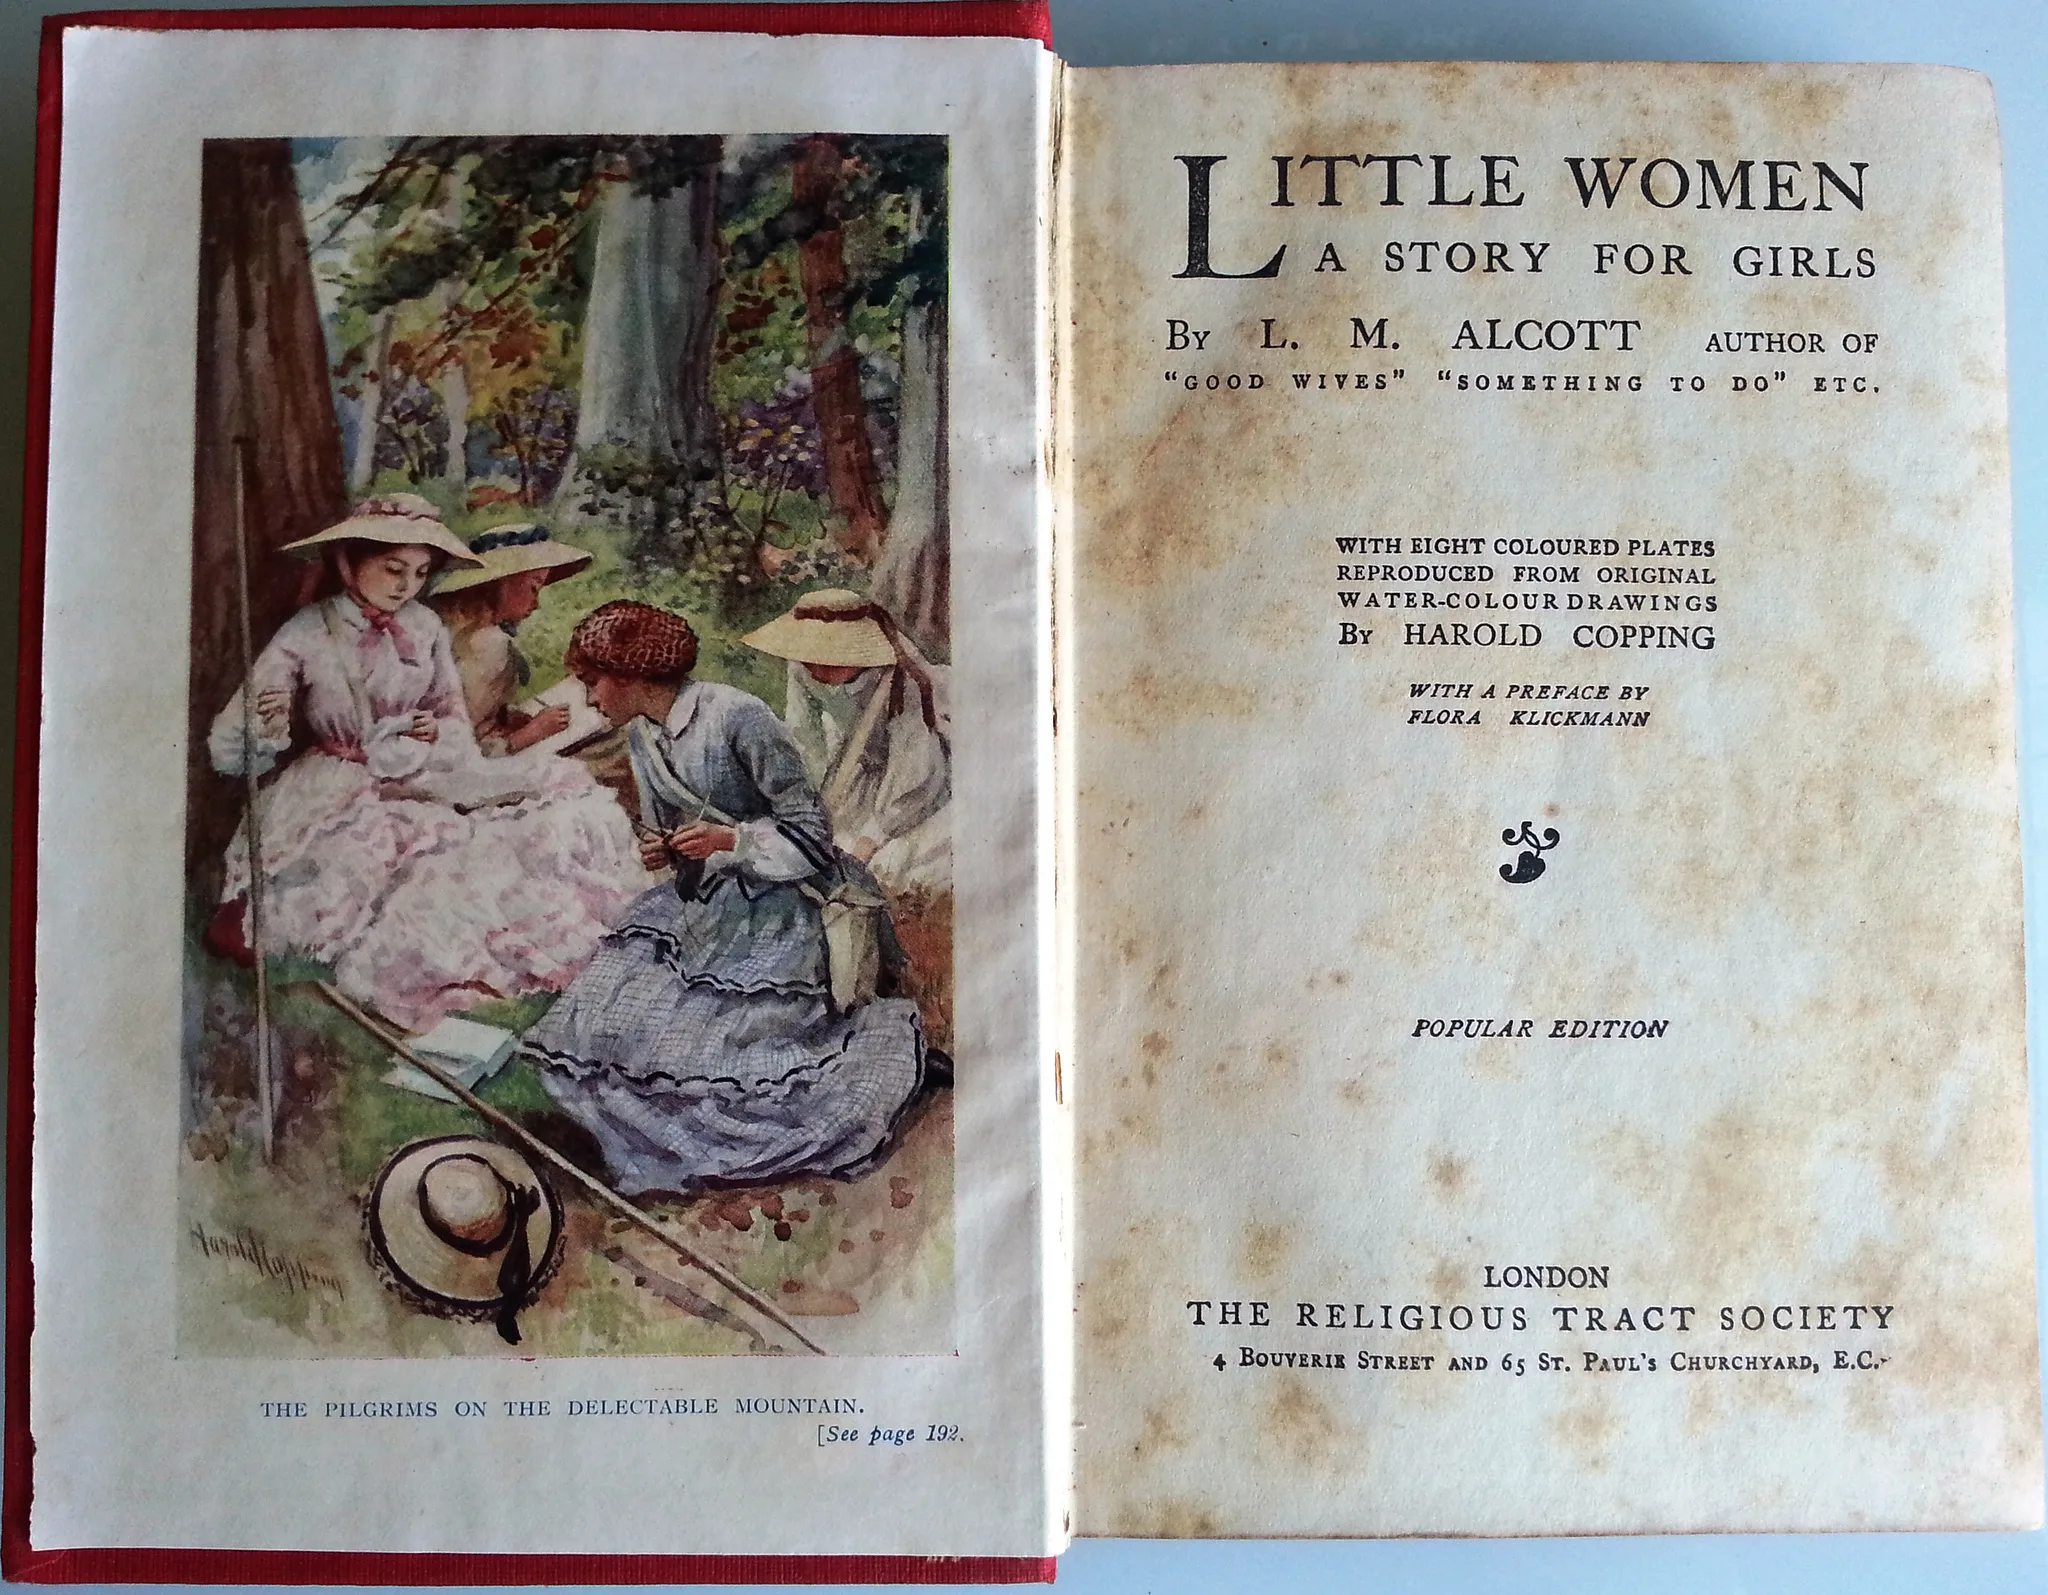 Harold Copping
THE PILGRIMS ON THE DELECTABLE MOUNTAIN.
[See page 192.
LITTLE WOMEN
A STORY FOR GIRLS
By L. M. ALCOTT AUTHOR OF
"GOOD WIVES" "SOMETHING TO DO" ETC.
WITH EIGHT COLOURED PLATES
REPRODUCED FROM ORIGINAL
WATER-COLOUR DRAWINGS
By HAROLD COPPING
WITH A PREFACE BY
FLORA KLICKMANN
POPULAR EDITION
LONDON
THE RELIGIOUS TRACT SOCIETY
4 Bouverie Street and 65 St. Paul's Churchyard, E.C.